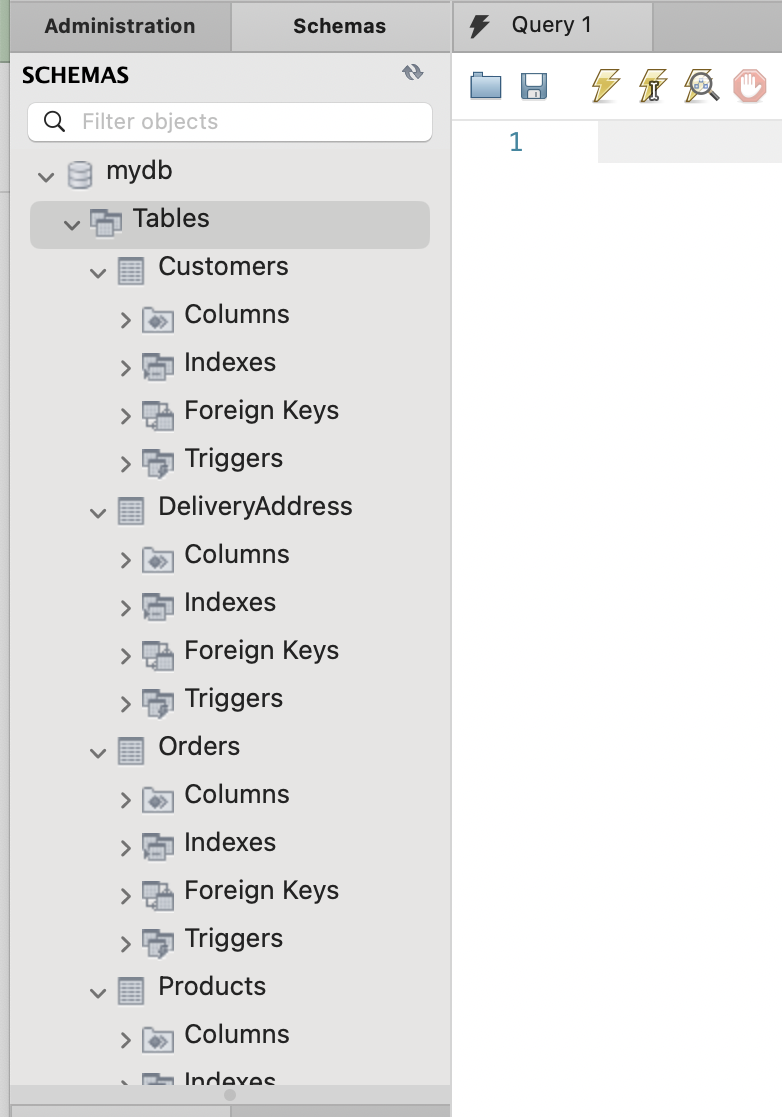 Administration
Schemas
Query 1
SCHEMAS
Filter objects
1
mydb
Tables
Customers
Columns
Indexes
Foreign Keys
Triggers
DeliveryAddress
Columns
Indexes
Foreign Keys
Triggers
Orders
Columns
Indexes
Foreign Keys
Triggers
Products
Columns
Indexes